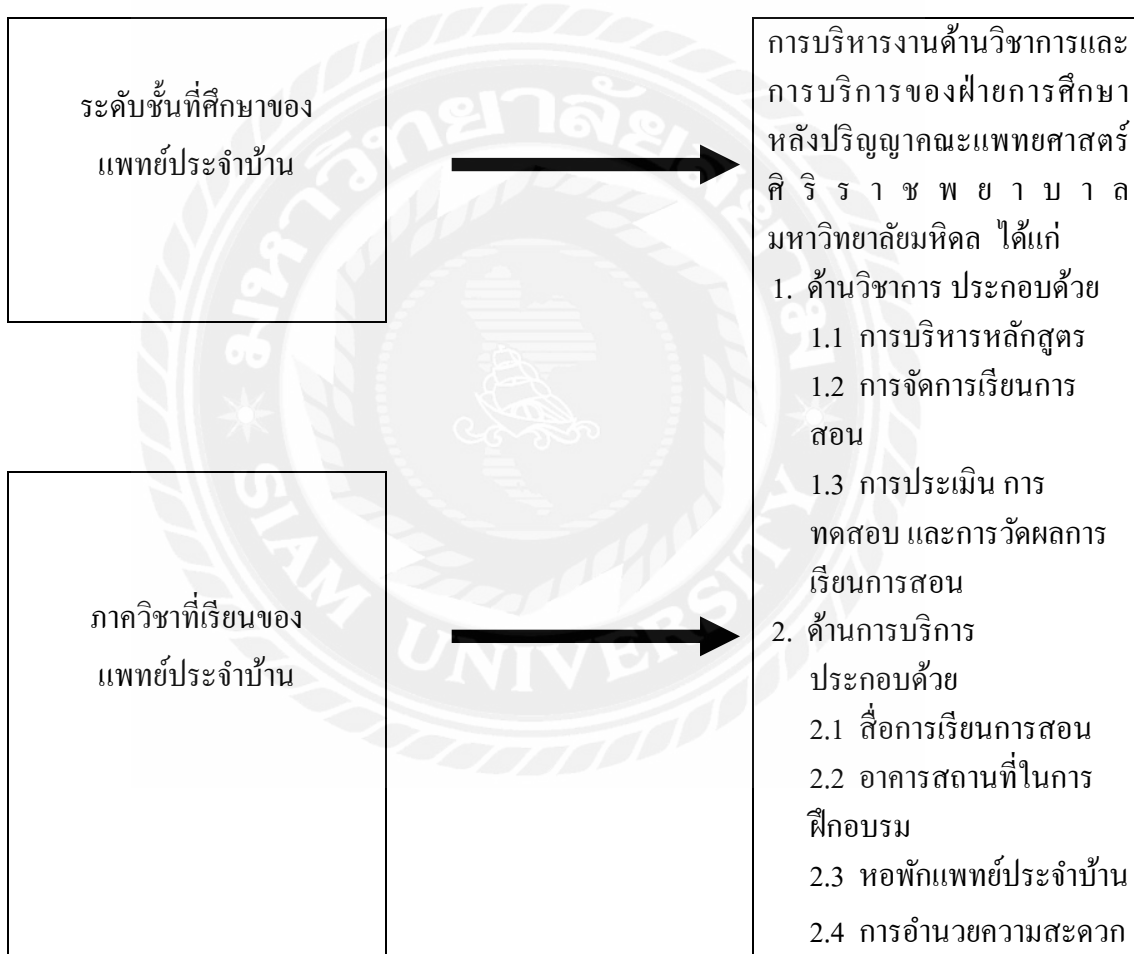 ระดับชั้นที่ศึกษาของ
แพทย์ประจำบ้าน
ภาควิชาที่เรียนของ
แพทย์ประจำบ้าน
การบริหารงานด้านวิชาการและ
การบริการของฝ่ายการศึกษา
หลังปริญญาคณะแพทยศาสตร์
ศิริราชพยาบาล
มหาวิทยาลัยมหิดล ได้แก่
1. ด้านวิชาการ ประกอบด้วย
1.1 การบริหารหลักสูตร
1.2 การจัดการเรียนการ
สอน
1.3 การประเมิน การ
ทดสอบ และการวัดผลการ
เรียนการสอน
2. ด้านการบริการ
ประกอบด้วย
2.1 สื่อการเรียนการสอน
2.2 อาคารสถานที่ในการ
ฝึกอบรม
2.3 หอพักแพทย์ประจำบ้าน
2.4 การอำนวยความสะดวก
มหาวิทยาลัยสยาม
SIAM UNIVERSITY